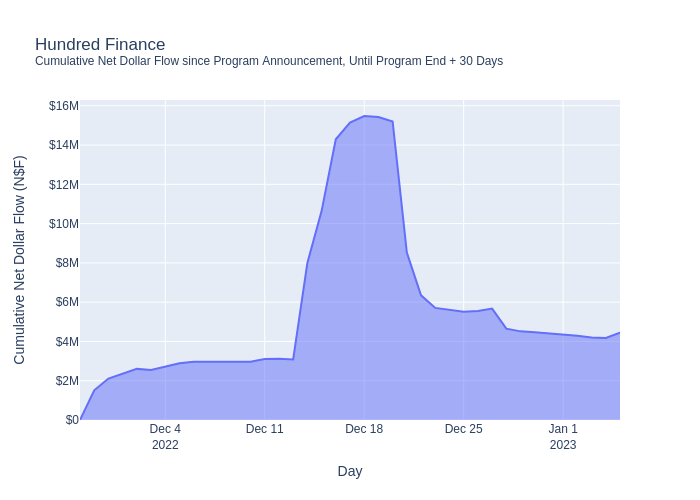 Hundred Finance
Cumulative Net Dollar Flow since Program Announcement, Until Program End + 30 Days
Cumulative Net Dollar Flow (N$F)
$16M
$14M
$12M
$10M
$8M
$6M
$4M
$2M
$0
Dec 4
2022
Dec 11
Dec 18
Dec 25
Jan 1
2023
Day